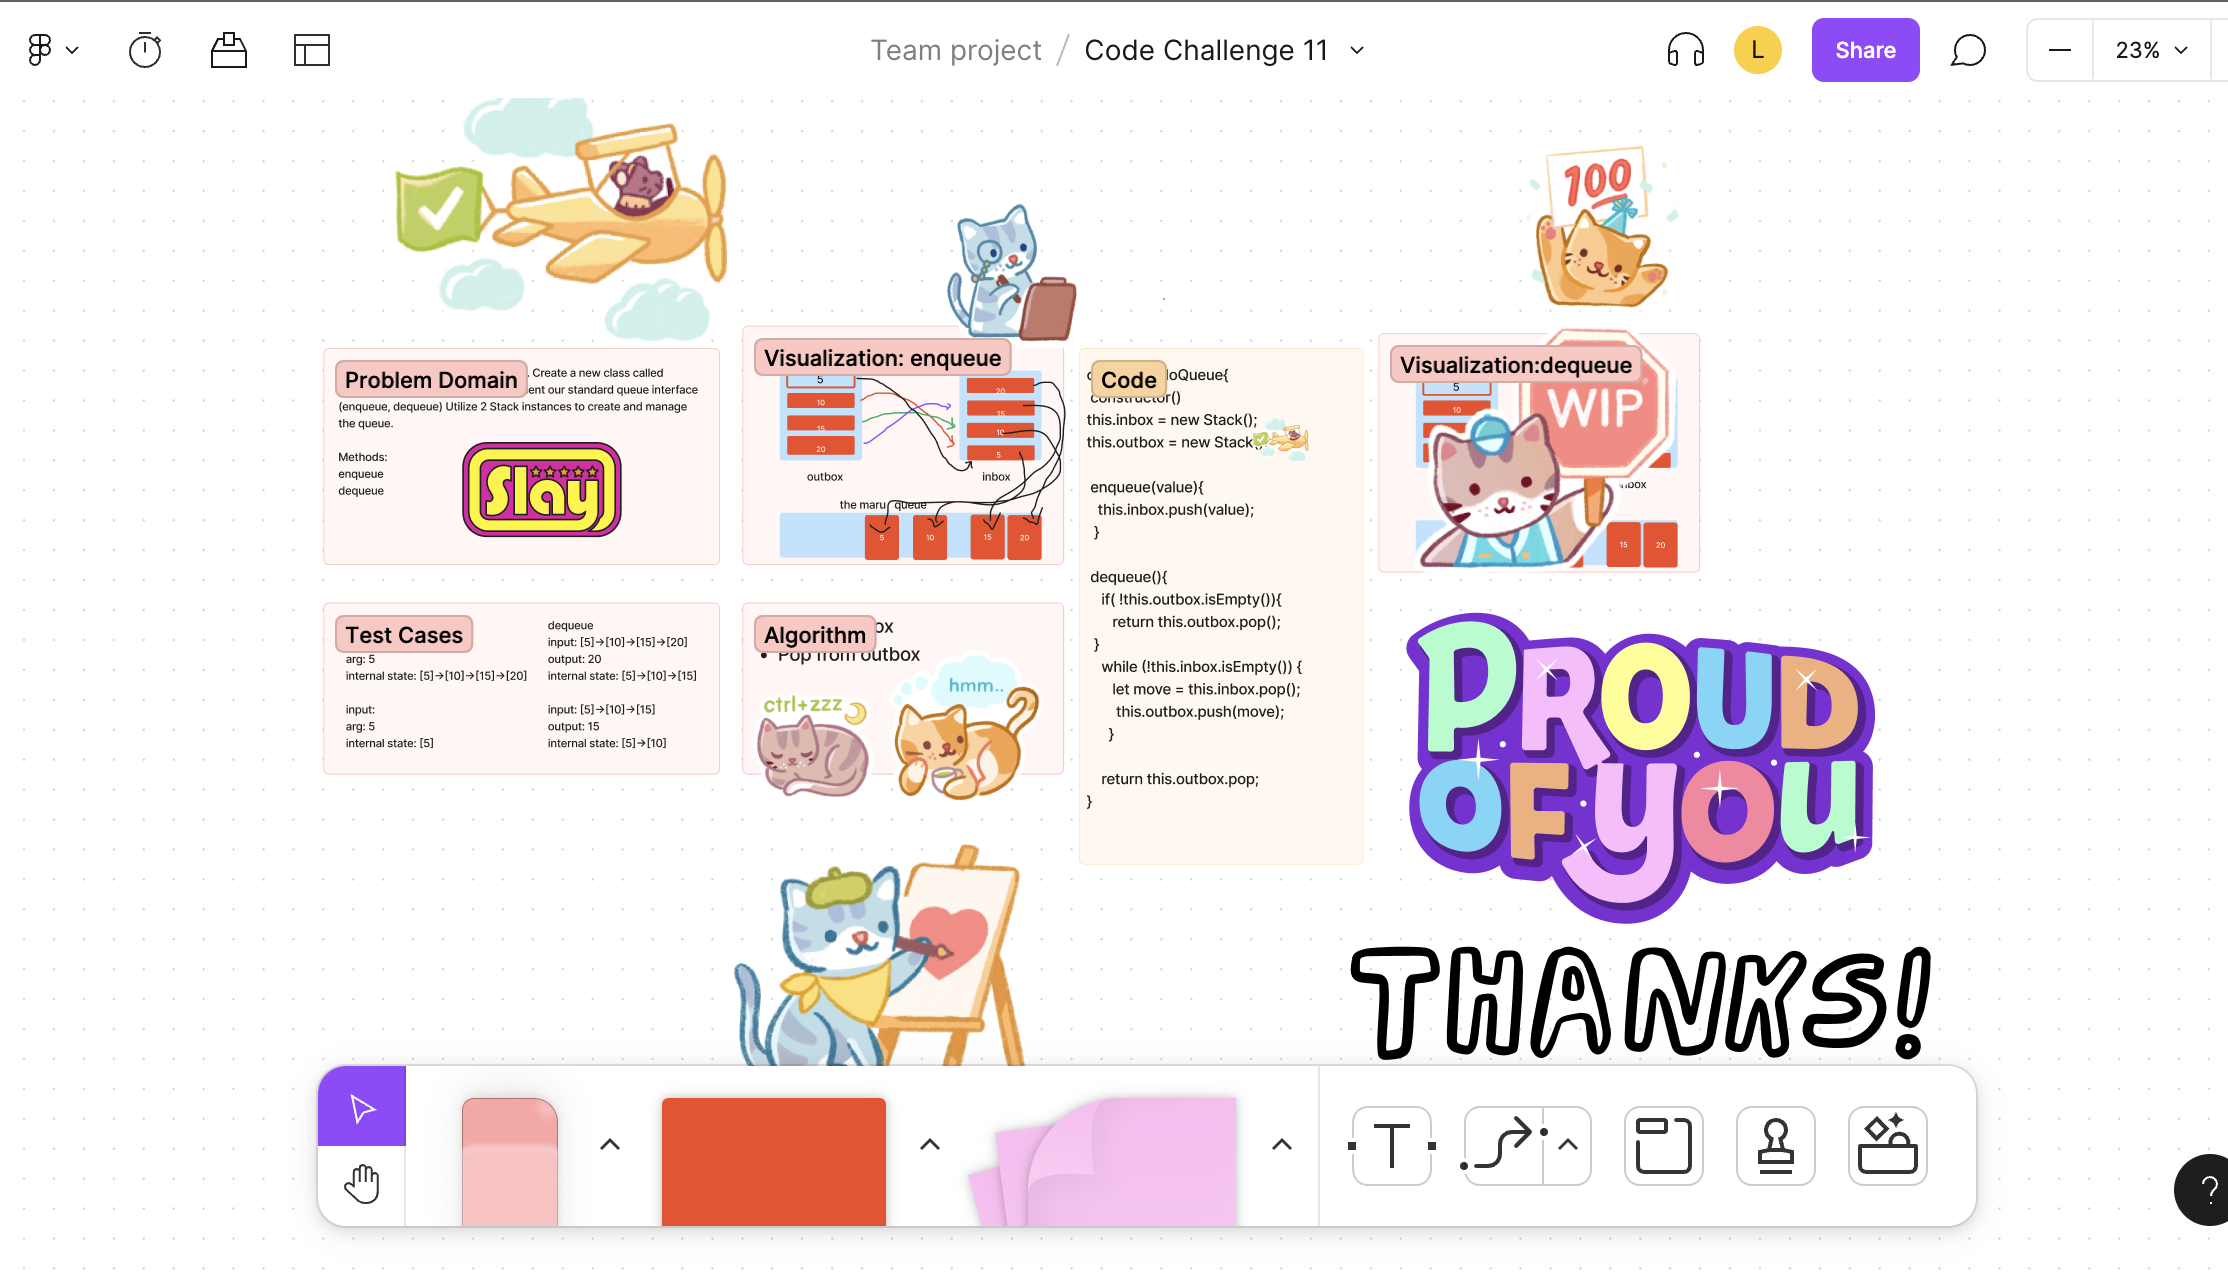 Team project / Code Challenge 11
L
Share
23%
100
Problem Domain
. Create a new class called
ent our standard queue interface
(enqueue, dequeue) Utilize 2 Stack instances to create and manage
the queue.
Methods:
enqueue
dequeue
Slay
Visualization: enqueue
5
10
15
20
outbox
20
15
10
5
inbox
the maru queue
5
10
15
20
Code
doQueue{
constructor()
this.inbox = new Stack();
this.outbox = new Stack(
enqueue(value){
this.inbox.push(value);
}
dequeue(){
if( !this.outbox.isEmpty()){
return this.outbox.pop();
}
while (!this.inbox.isEmpty()) {
let move = this.inbox.pop();
this.outbox.push(move);
}
return this.outbox.pop;
}
Visualization:dequeue
5
10
WIP
nbox
15
20
Test Cases
arg: 5
internal state: [5]->[10]->[15]->[20]
input:
arg: 5
internal state: [5]
dequeue
input: [5]->[10]->[15]->[20]
output: 20
internal state: [5]->[10]->[15]
input: [5]->[10]->[15]
output: 15
internal state: [5]->[10]
Algorithm
ox
• Pop from outbox
ctrl+zzz
hmm..
PROUD
OF YOU
THANKS!
T
?